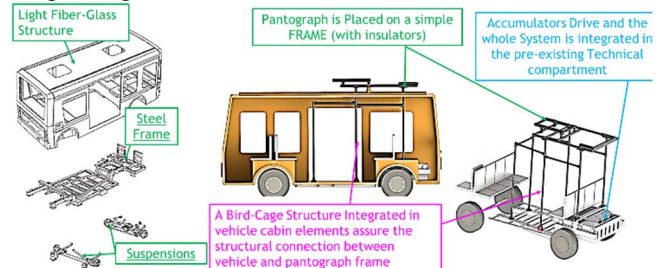 Light Fiber-Glass
Structure
Pantograph is Placed on a simple
FRAME (with insulators)
Accumulators Drive and the
whole System is integrated in
the pre-existing Technical
compartment
Steel
Frame
A Bird-Cage Structure Integrated in
vehicle cabin elements assure the
structural connection between
vehicle and pantograph frame
Suspensions